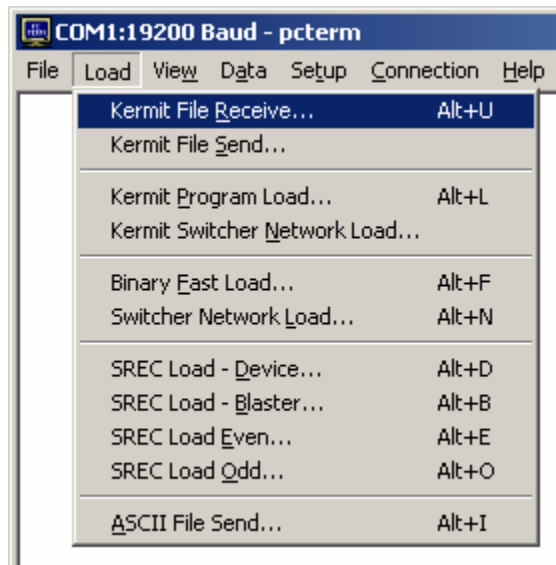 COM1:19200 Baud - pcterm
File Load View Data Setup Connection Help
Kermit File Receive... Alt+U
Kermit File Send...
Kermit Program Load... Alt+L
Kermit Switcher Network Load...
Binary Fast Load... Alt+F
Switcher Network Load... Alt+N
SREC Load - Device... Alt+D
SREC Load - Blaster... Alt+B
SREC Load Even... Alt+E
SREC Load Odd... Alt+O
ASCII File Send... Alt+I